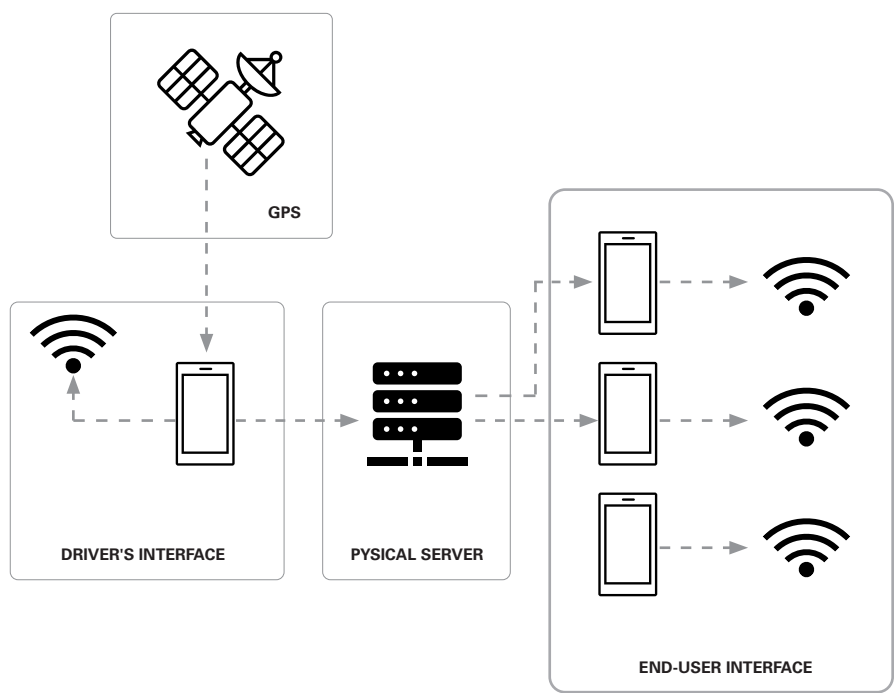 GPS
DRIVER'S INTERFACE
PYSICAL SERVER
END-USER INTERFACE